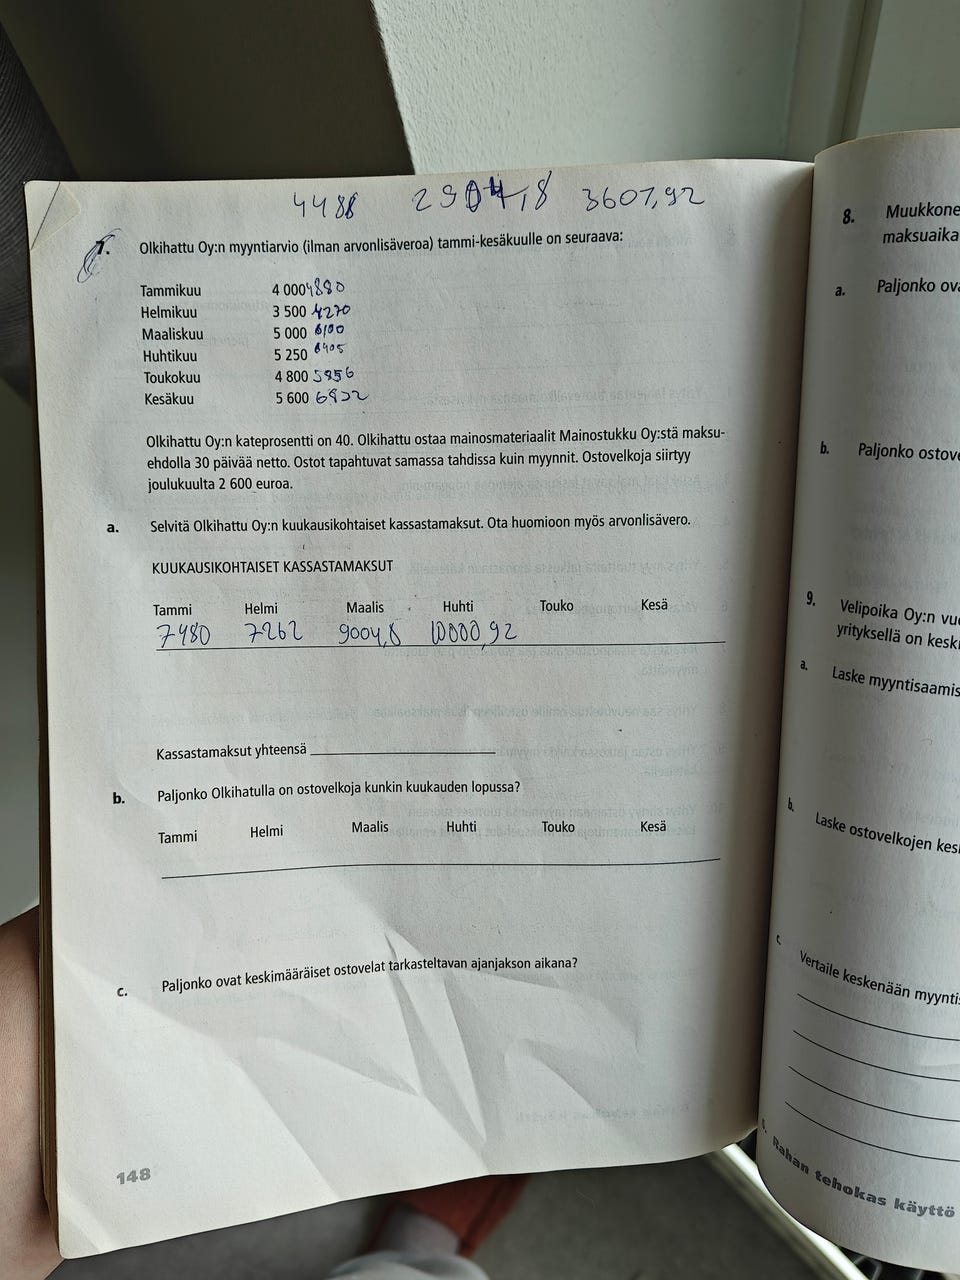 4488 2904,8 3607,92
7. Olkihattu Oy:n myyntiarvio (ilman arvonlisäveroa) tammi-kesäkuulle on seuraava:
Tammikuu 4 000 4880
Helmikuu 3 500 4270
Maaliskuu 5 000 6100
Huhtikuu 5 250 6405
Toukokuu 4 800 5856
Kesäkuu 5 600 6832
Olkihattu Oy:n kateprosentti on 40. Olkihattu ostaa mainosmateriaalit Mainostukku Oy:stä maksu-
ehdolla 30 päivää netto. Ostot tapahtuvat samassa tahdissa kuin myynnit. Ostovelkoja siirtyy
joulukuulta 2 600 euroa.
a. Selvitä Olkihattu Oy:n kuukausikohtaiset kassastamaksut. Ota huomioon myös arvonlisävero.
KUUKAUSIKOHTAISET KASSASTAMAKSUT
Tammi Helmi Maalis Huhti Touko Kesä
7480 7262 9004,8 10000,92
Kassastamaksut yhteensä
b. Paljonko Olkihatulla on ostovelkoja kunkin kuukauden lopussa?
Tammi Helmi Maalis Huhti Touko Kesä
c. Paljonko ovat keskimääräiset ostovelat tarkasteltavan ajanjakson aikana?
148
8. Muukkone
maksuaika
a. Paljonko ova
b. Paljonko ostove
9. Velipoika Oy:n vuo
yrityksellä on keski
a. Laske myyntisaamis
b. Laske ostovelkojen kesk
c. Vertaile keskenään myyntis
Rahan tehokas käyttö